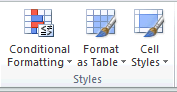 Conditional Formatting
Format as Table
Cell Styles
Styles